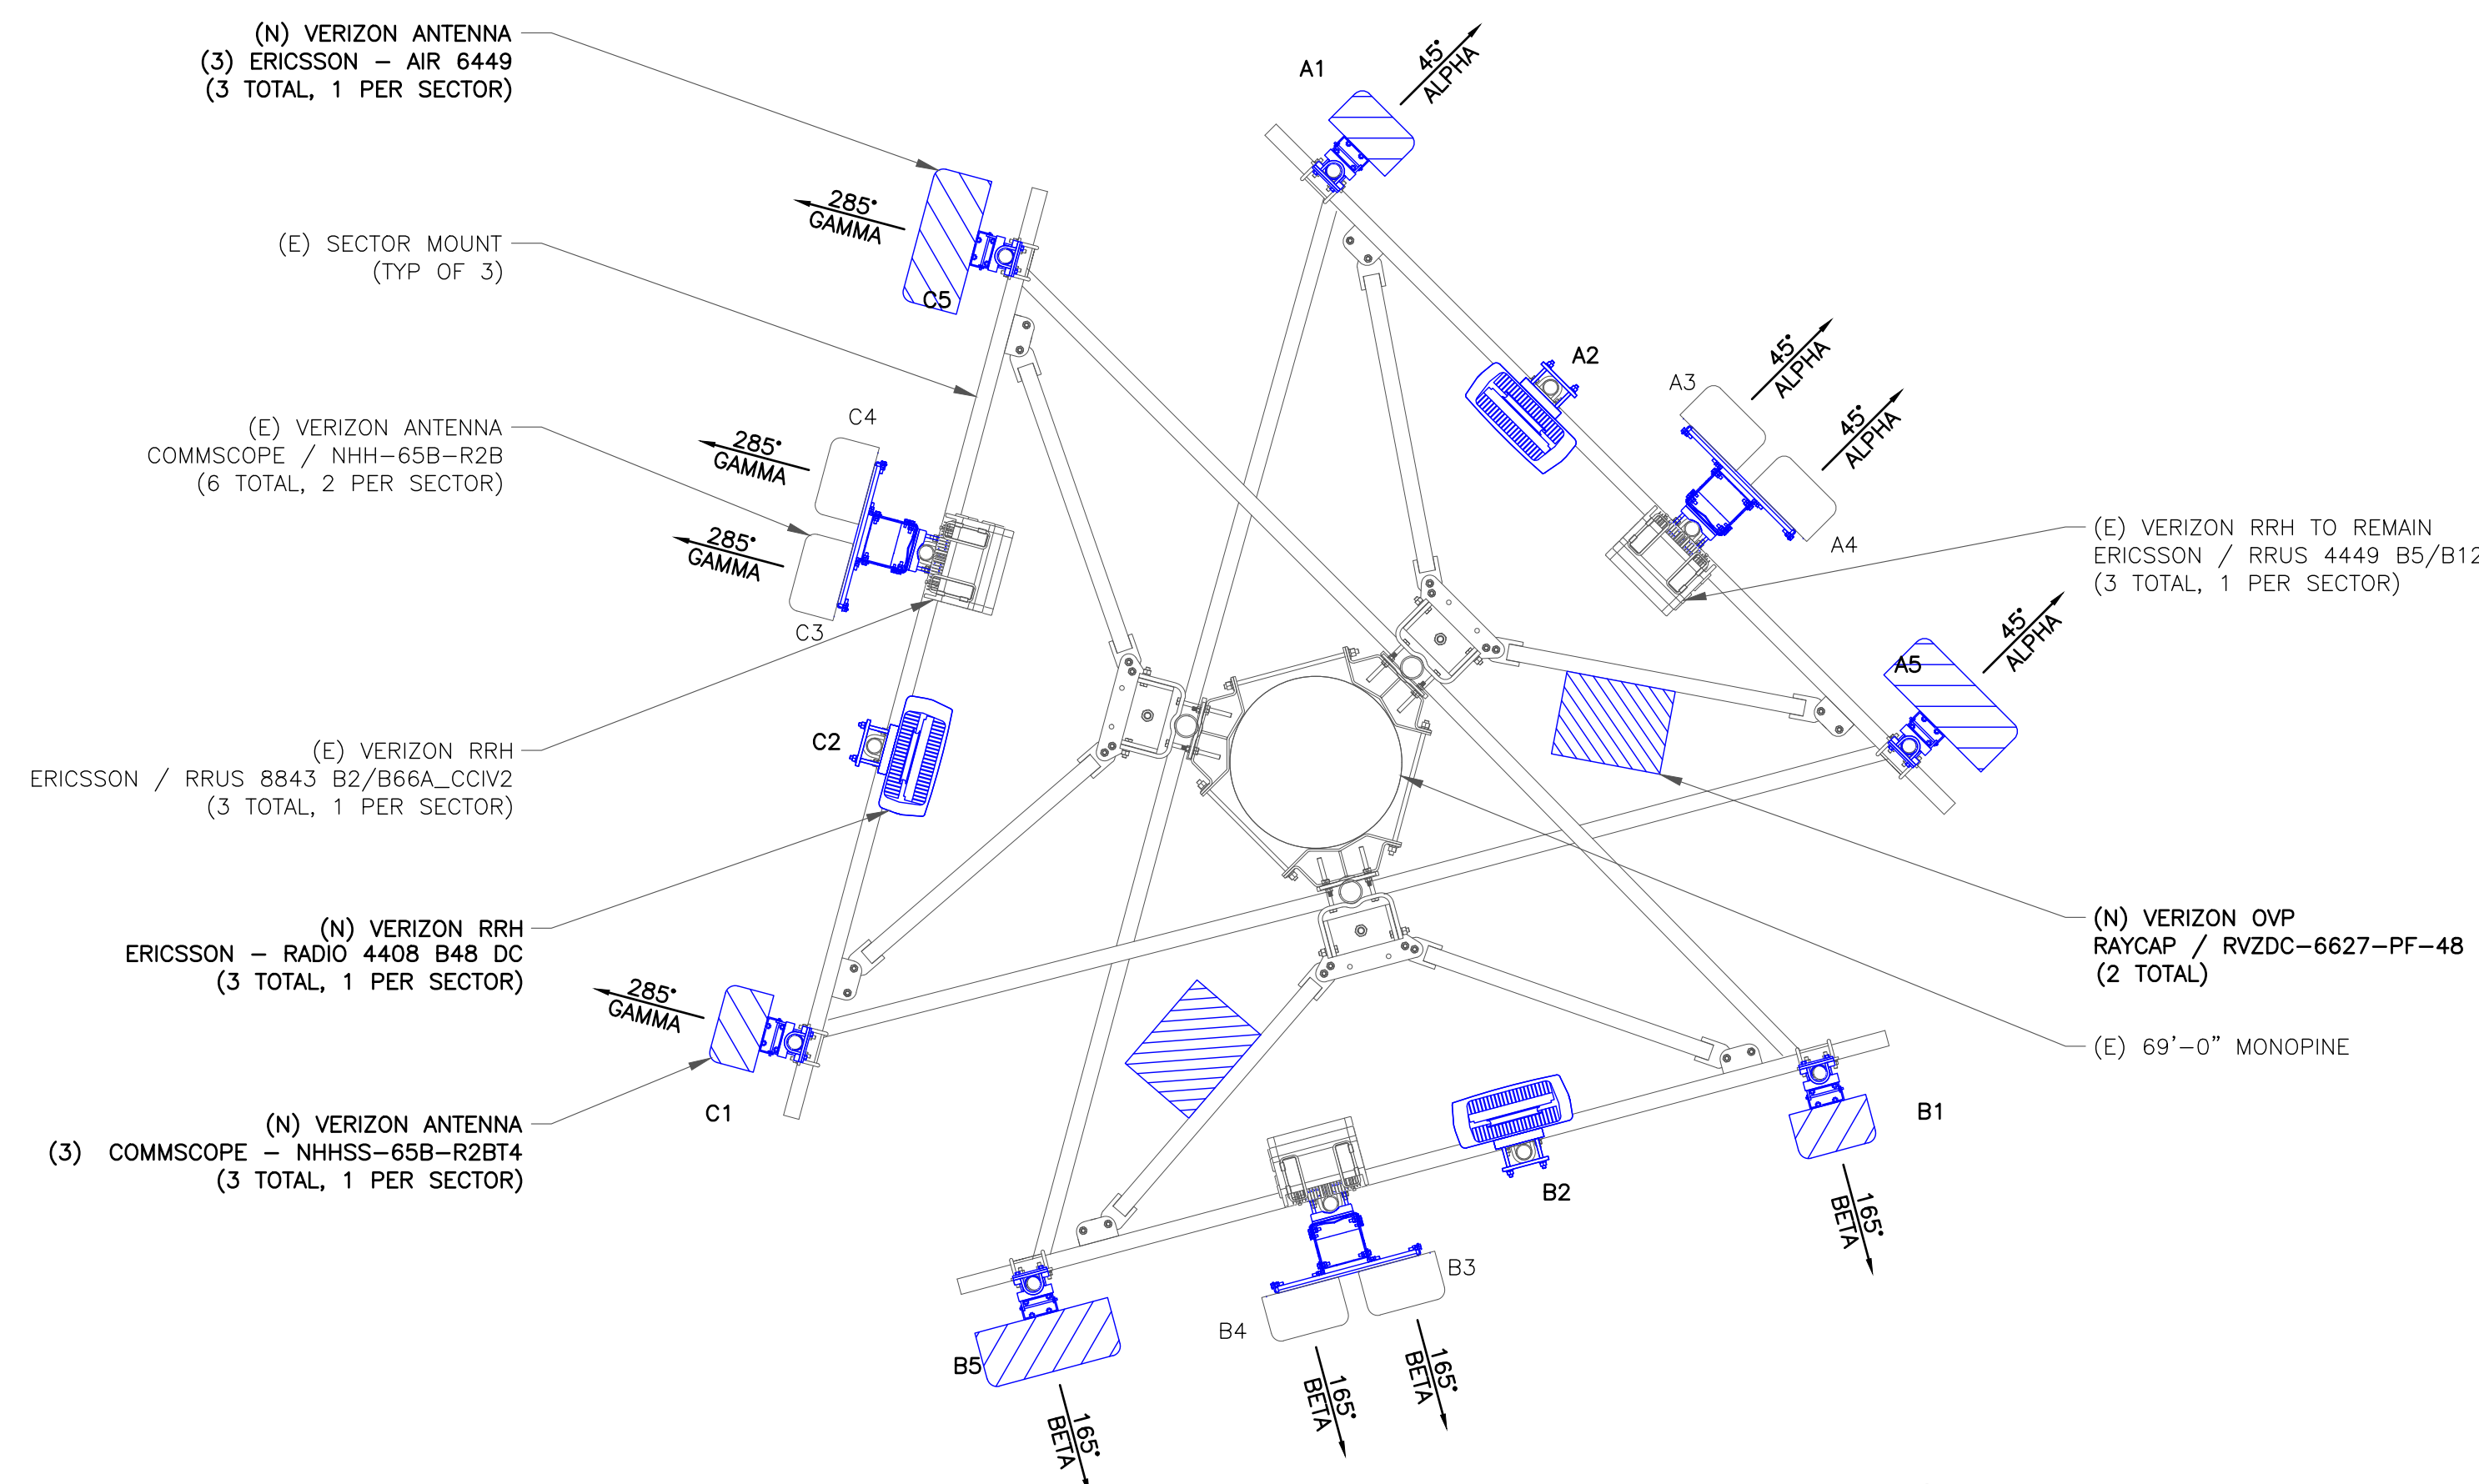 (N) VERIZON ANTENNA
(3) ERICSSON – AIR 6449
(3 TOTAL, 1 PER SECTOR)
(E) SECTOR MOUNT
(TYP OF 3)
(E) VERIZON ANTENNA
COMMSCOPE / NHH–65B–R2B
(6 TOTAL, 2 PER SECTOR)
(E) VERIZON RRH
ERICSSON / RRUS 8843 B2/B66A_CCIV2
(3 TOTAL, 1 PER SECTOR)
(N) VERIZON RRH
ERICSSON – RADIO 4408 B48 DC
(3 TOTAL, 1 PER SECTOR)
(N) VERIZON ANTENNA
(3) COMMSCOPE – NHHSS–65B–R2BT4
(3 TOTAL, 1 PER SECTOR)
285°
GAMMA
C5
C4
285°
GAMMA
285°
GAMMA
C3
C2
285°
GAMMA
C1
A1
45°
ALPHA
A2
A3
45°
ALPHA
45°
ALPHA
A4
A5
45°
ALPHA
(E) VERIZON RRH TO REMAIN
ERICSSON / RRUS 4449 B5/B12
(3 TOTAL, 1 PER SECTOR)
(N) VERIZON OVP
RAYCAP / RVZDC–6627–PF–48
(2 TOTAL)
(E) 69'–0" MONOPINE
B1
165°
BETA
B2
B3
165°
BETA
B4
165°
BETA
B5
165°
BETA